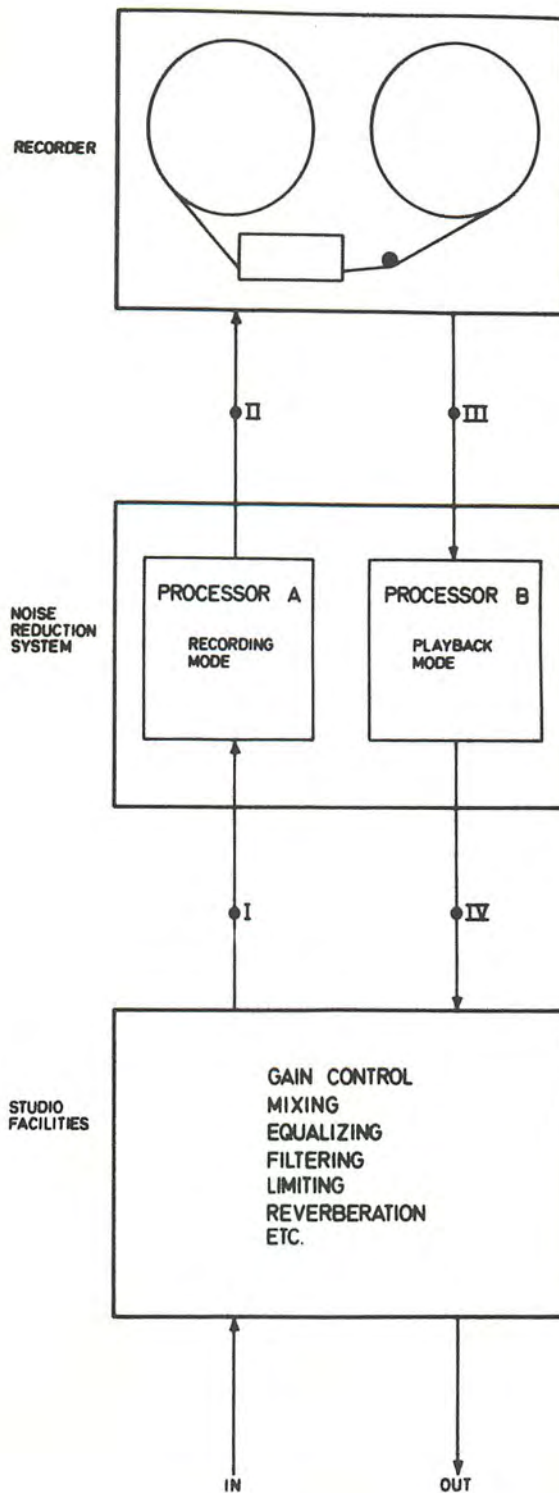 RECORDER
II
III
NOISE
REDUCTION
SYSTEM
PROCESSOR A
RECORDING
MODE
PROCESSOR B
PLAYBACK
MODE
I
IV
STUDIO
FACILITIES
GAIN CONTROL
MIXING
EQUALIZING
FILTERING
LIMITING
REVERBERATION
ETC.
IN
OUT